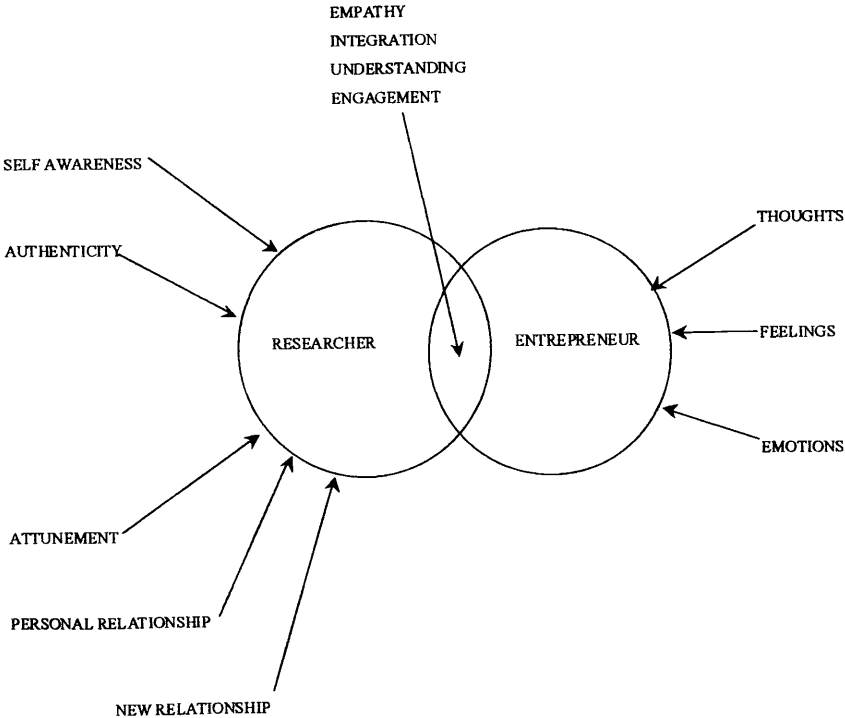 EMPATHY
INTEGRATION
UNDERSTANDING
ENGAGEMENT
SELF AWARENESS
THOUGHTS
AUTHENTICITY
FEELINGS
RESEARCHER
ENTREPRENEUR
EMOTIONS
ATTUNEMENT
PERSONAL RELATIONSHIP
NEW RELATIONSHIP